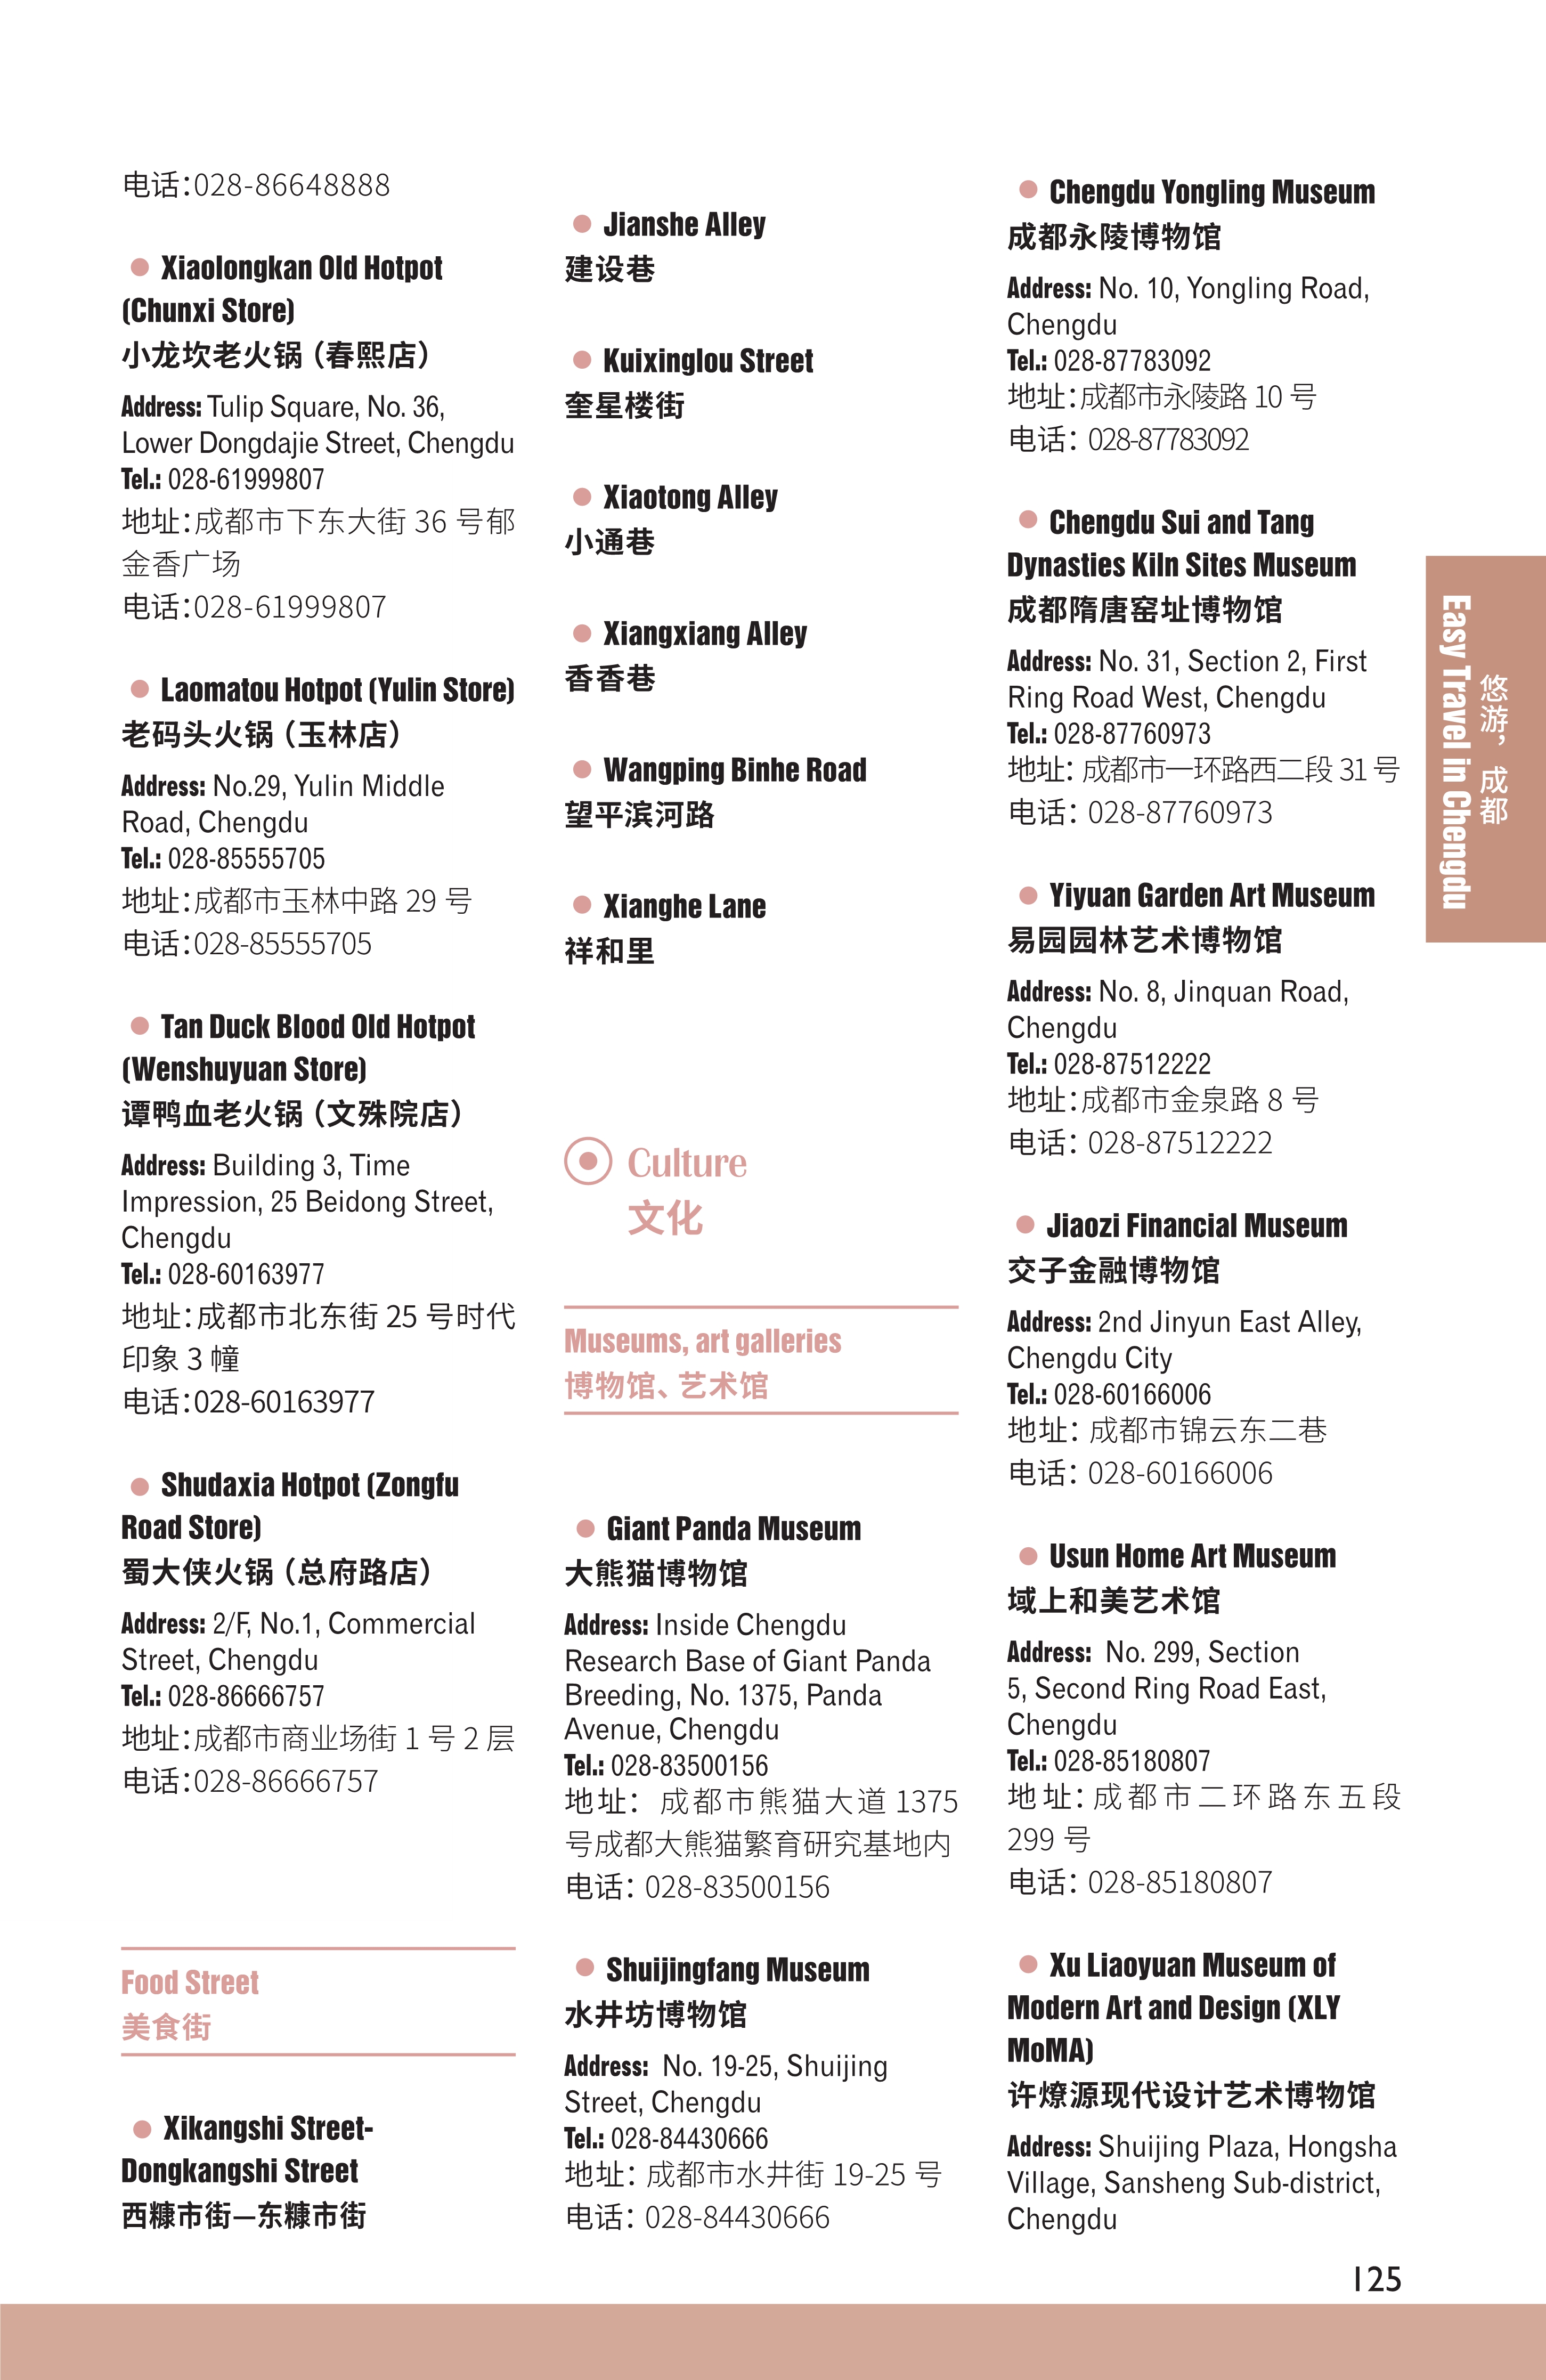 电话：028-86648888
Xiaolongkan Old Hotpot
(Chunxi Store)
小龙坎老火锅（春熙店）
Address: Tulip Square, No. 36,
Lower Dongdajie Street, Chengdu
Tel.: 028-61999807
地址：成都市下东大街 36 号郁
金香广场
电话：028-61999807
Laomatou Hotpot (Yulin Store)
老码头火锅（玉林店）
Address: No.29, Yulin Middle
Road, Chengdu
Tel.: 028-85555705
地址：成都市玉林中路 29 号
电话：028-85555705
Tan Duck Blood Old Hotpot
(Wenshuyuan Store)
谭鸭血老火锅（文殊院店）
Address: Building 3, Time
Impression, 25 Beidong Street,
Chengdu
Tel.: 028-60163977
地址：成都市北东街 25 号时代
印象 3 幢
电话：028-60163977
Shudaxia Hotpot (Zongfu
Road Store)
蜀大侠火锅（总府路店）
Address: 2/F, No.1, Commercial
Street, Chengdu
Tel.: 028-86666757
地址：成都市商业场街 1 号 2 层
电话：028-86666757
Food Street
美食街
Xikangshi Street-
Dongkangshi Street
西糠市街—东糠市街
Jianshe Alley
建设巷
Kuixinglou Street
奎星楼街
Xiaotong Alley
小通巷
Xiangxiang Alley
香香巷
Wangping Binhe Road
望平滨河路
Xianghe Lane
祥和里
Culture
文化
Museums, art galleries
博物馆、艺术馆
Giant Panda Museum
大熊猫博物馆
Address: Inside Chengdu
Research Base of Giant Panda
Breeding, No. 1375, Panda
Avenue, Chengdu
Tel.: 028-83500156
地址： 成都市熊猫大道 1375
号成都大熊猫繁育研究基地内
电话： 028-83500156
Shuijingfang Museum
水井坊博物馆
Address: No. 19-25, Shuijing
Street, Chengdu
Tel.: 028-84430666
地址： 成都市水井街 19-25 号
电话： 028-84430666
Chengdu Yongling Museum
成都永陵博物馆
Address: No. 10, Yongling Road,
Chengdu
Tel.: 028-87783092
地址：成都市永陵路 10 号
电话： 028-87783092
Chengdu Sui and Tang
Dynasties Kiln Sites Museum
成都隋唐窑址博物馆
Address: No. 31, Section 2, First
Ring Road West, Chengdu
Tel.: 028-87760973
地址： 成都市一环路西二段 31 号
电话： 028-87760973
Yiyuan Garden Art Museum
易园园林艺术博物馆
Address: No. 8, Jinquan Road,
Chengdu
Tel.: 028-87512222
地址：成都市金泉路 8 号
电话： 028-87512222
Jiaozi Financial Museum
交子金融博物馆
Address: 2nd Jinyun East Alley,
Chengdu City
Tel.: 028-60166006
地址： 成都市锦云东二巷
电话： 028-60166006
Usun Home Art Museum
域上和美艺术馆
Address: No. 299, Section
5, Second Ring Road East,
Chengdu
Tel.: 028-85180807
地址：成都市二环路东五段
299 号
电话： 028-85180807
Xu Liaoyuan Museum of
Modern Art and Design (XLY
MoMA)
许燎源现代设计艺术博物馆
Address: Shuijing Plaza, Hongsha
Village, Sansheng Sub-district,
Chengdu
悠游，成都
Easy Travel in Chengdu
125